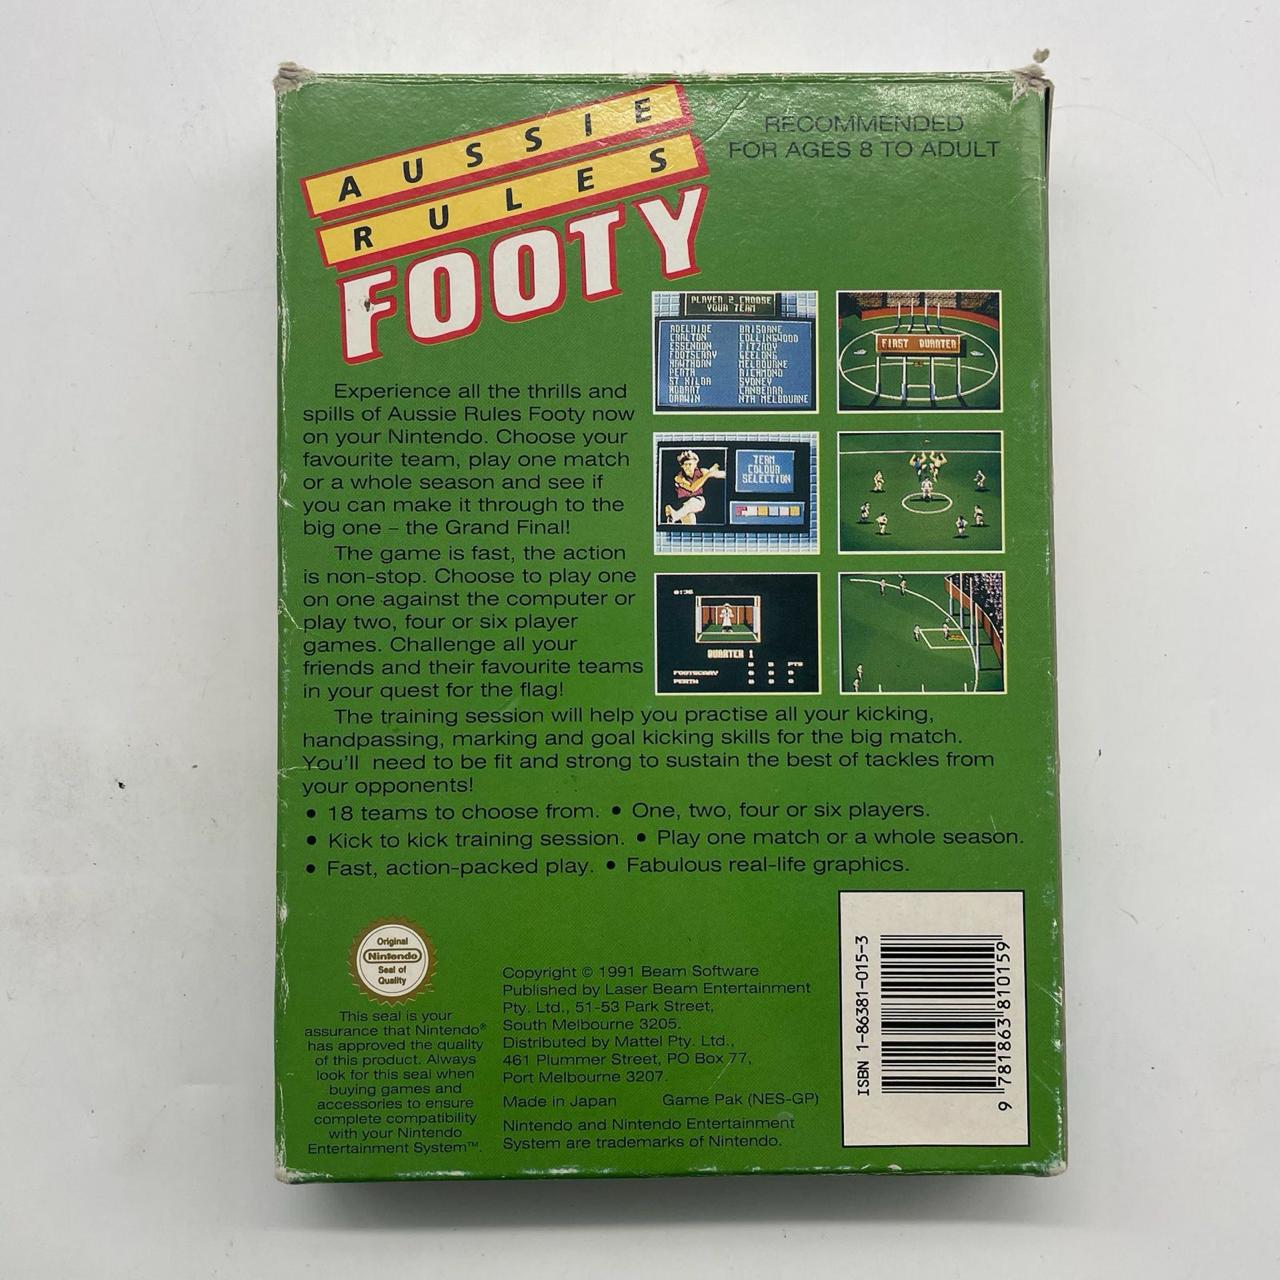 AUSSIE
RULES
FOOTY
RECOMMENDED
FOR AGES 8 TO ADULT
PLAYER 2 CHOOSE
YOUR TEAM
ADELAIDE BRISBANE
CARLTON COLLINGWOOD
ESSENDON FITZROY
FOOTSCRAY GEELONG
HAWTHORN MELBOURNE
PERTH RICHMOND
ST KILDA SYDNEY
HOBART CANBERRA
DARWIN NTH MELBOURNE
FIRST QUARTER
TEAM
COLOUR
SELECTION
QUARTER 1
PTS
FOOTSCRAY
PERTH
Experience all the thrills and
spills of Aussie Rules Footy now
on your Nintendo. Choose your
favourite team, play one match
or a whole season and see if
you can make it through to the
big one – the Grand Final!
The game is fast, the action
is non-stop. Choose to play one
on one against the computer or
play two, four or six player
games. Challenge all your
friends and their favourite teams
in your quest for the flag!
The training session will help you practise all your kicking,
handpassing, marking and goal kicking skills for the big match.
You'll need to be fit and strong to sustain the best of tackles from
your opponents!
• 18 teams to choose from. • One, two, four or six players.
• Kick to kick training session. • Play one match or a whole season.
• Fast, action-packed play. • Fabulous real-life graphics.
Original
Nintendo
Seal of
Quality
This seal is your
assurance that Nintendo®
has approved the quality
of this product. Always
look for this seal when
buying games and
accessories to ensure
complete compatibility
with your Nintendo
Entertainment System™.
Copyright © 1991 Beam Software
Published by Laser Beam Entertainment
Pty. Ltd., 51-53 Park Street,
South Melbourne 3205.
Distributed by Mattel Pty. Ltd.,
461 Plummer Street, PO Box 77,
Port Melbourne 3207.
Made in Japan Game Pak (NES-GP)
Nintendo and Nintendo Entertainment
System are trademarks of Nintendo.
ISBN 1-86381-015-3
9 781863 810159